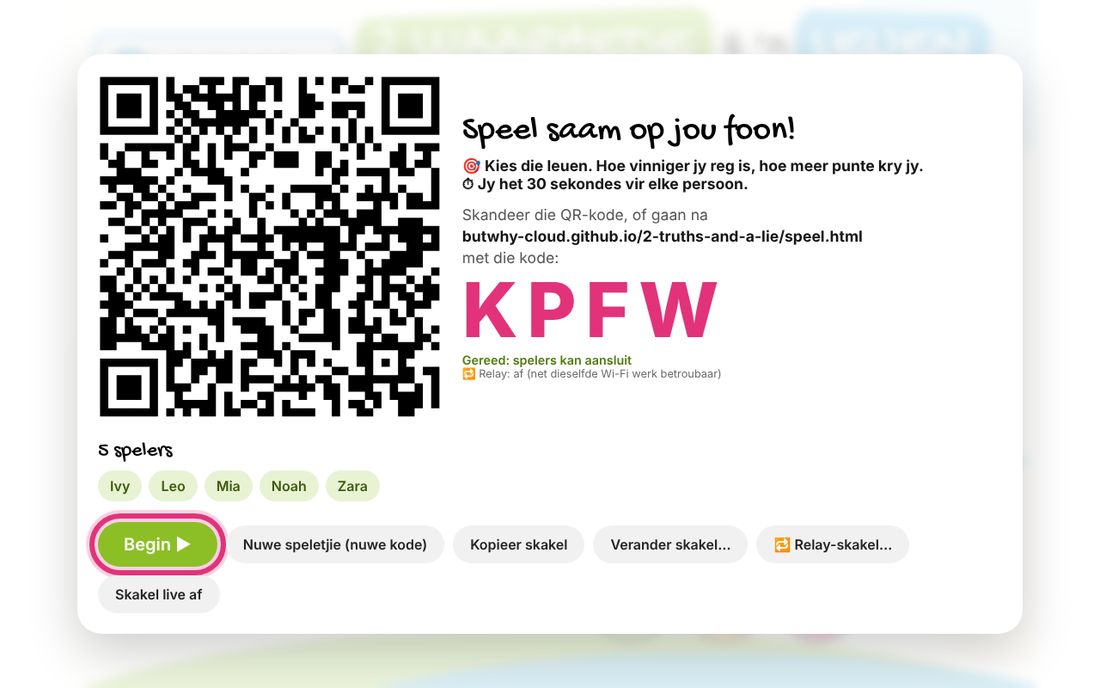 Speel saam op jou foon!
🎯 Kies die leuen. Hoe vinniger jy reg is, hoe meer punte kry jy.
⏱ Jy het 30 sekondes vir elke persoon.
Skandeer die QR-kode, of gaan na
butwhy-cloud.github.io/2-truths-and-a-lie/speel.html
met die kode:
KPFW
Gereed: spelers kan aansluit
🔁 Relay: af (net dieselfde Wi-Fi werk betroubaar)
5 spelers
Ivy Leo Mia Noah Zara
Begin ▶ Nuwe speletjie (nuwe kode) Kopieer skakel Verander skakel... 🔁 Relay-skakel...
Skakel live af